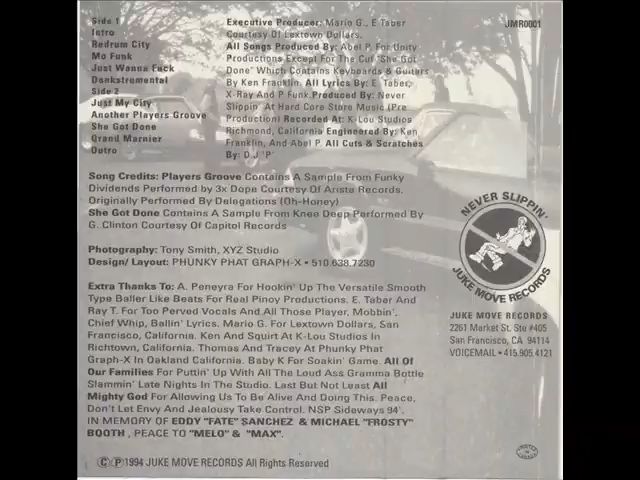 Side 1
Intro
Redrum City
Mo Funk
Just Wanna Fuck
Dankstremental
Side 2
Just My City
Another Players Groove
She Got Done
Grand Marnier
Outro
Executive Producer: Mario G., E Taber
Courtesy Of Lextown Dollars.
All Songs Produced By: Abel P. For Unity
Productions Except For The Cut "She Got
Done" Which Contains Keyboards & Guitars
By Ken Franklin. All Lyrics By: E. Taber,
X-Ray And P Funk Produced By: Never
Slippin' At Hard Core Store Music (Pre
Production) Recorded At: K-Lou Studios
Richmond, California Engineered By: Ken
Franklin, And Abel P. All Cuts & Scratches
By: D.J "P"
JMR0001
Song Credits: Players Groove Contains A Sample From Funky
Dividends Performed by 3x Dope Courtesy Of Arista Records.
Originally Performed By Delegations (Oh-Honey)
She Got Done Contains A Sample From Knee Deep Performed By
G. Clinton Courtesy Of Capitol Records
Photography: Tony Smith, XYZ Studio
Design/ Layout: PHUNKY PHAT GRAPH-X • 510.638.7230
NEVER SLIPPIN'
JUKE MOVE RECORDS
Extra Thanks To: A. Peneyra For Hookin' Up The Versatile Smooth
Type Baller Like Beats For Real Pinoy Productions. E. Taber And
Ray T. For Too Perved Vocals And All Those Player, Mobbin',
Chief Whip, Ballin' Lyrics. Mario G. For Lextown Dollars, San
Francisco, California. Ken And Squirt At K-Lou Studios In
Richtown, California. Thomas And Tracey At Phunky Phat
Graph-X In Oakland California. Baby K For Soakin' Game. All Of
Our Families For Puttin' Up With All The Loud Ass Gramma Bottle
Slammin' Late Nights In The Studio. Last But Not Least All
Mighty God For Allowing Us To Be Alive And Doing This. Peace,
Don't Let Envy And Jealousy Take Control. NSP Sideways 94'.
IN MEMORY OF EDDY "FATE" SANCHEZ & MICHAEL "FROSTY"
BOOTH , PEACE TO "MELO" & "MAX".
JUKE MOVE RECORDS
2261 Market St. Ste #405
San Francisco, CA 94114
VOICEMAIL • 415.905.4121
©℗1994 JUKE MOVE RECORDS All Rights Reserved